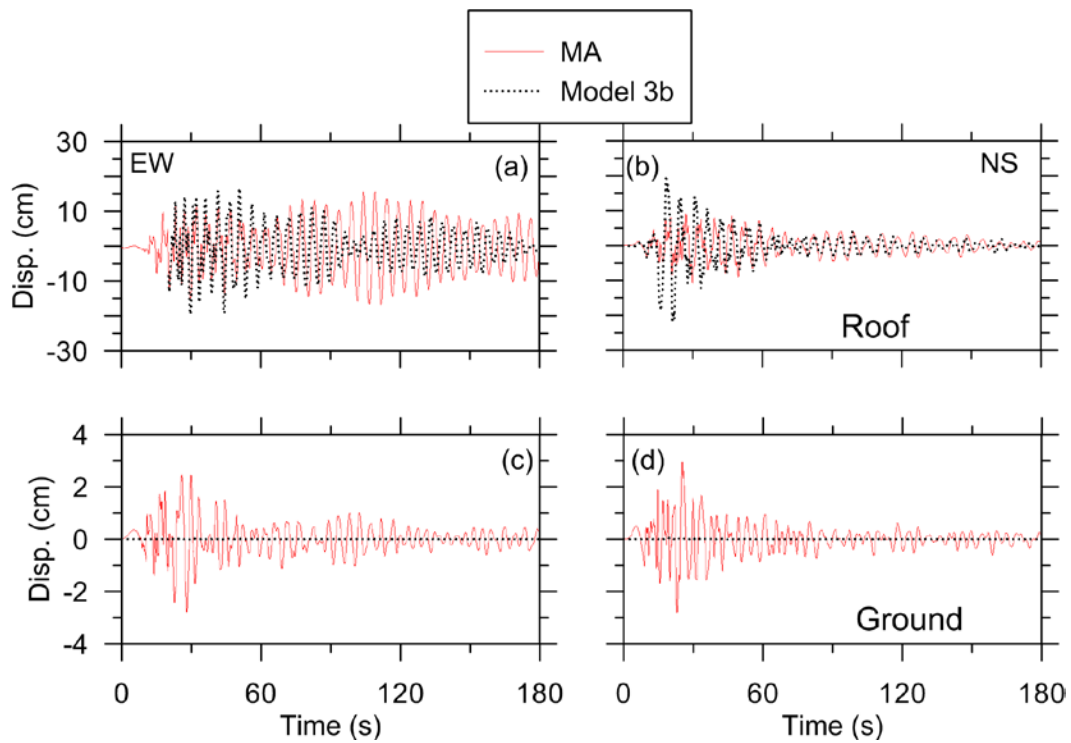 MA
Model 3b
30
10
-10
-30
Disp. (cm)
EW
(a)
(b)
NS
Roof
4
2
0
-2
-4
Disp. (cm)
(c)
(d)
Ground
0 60 120 180
0 60 120 180
Time (s)
Time (s)